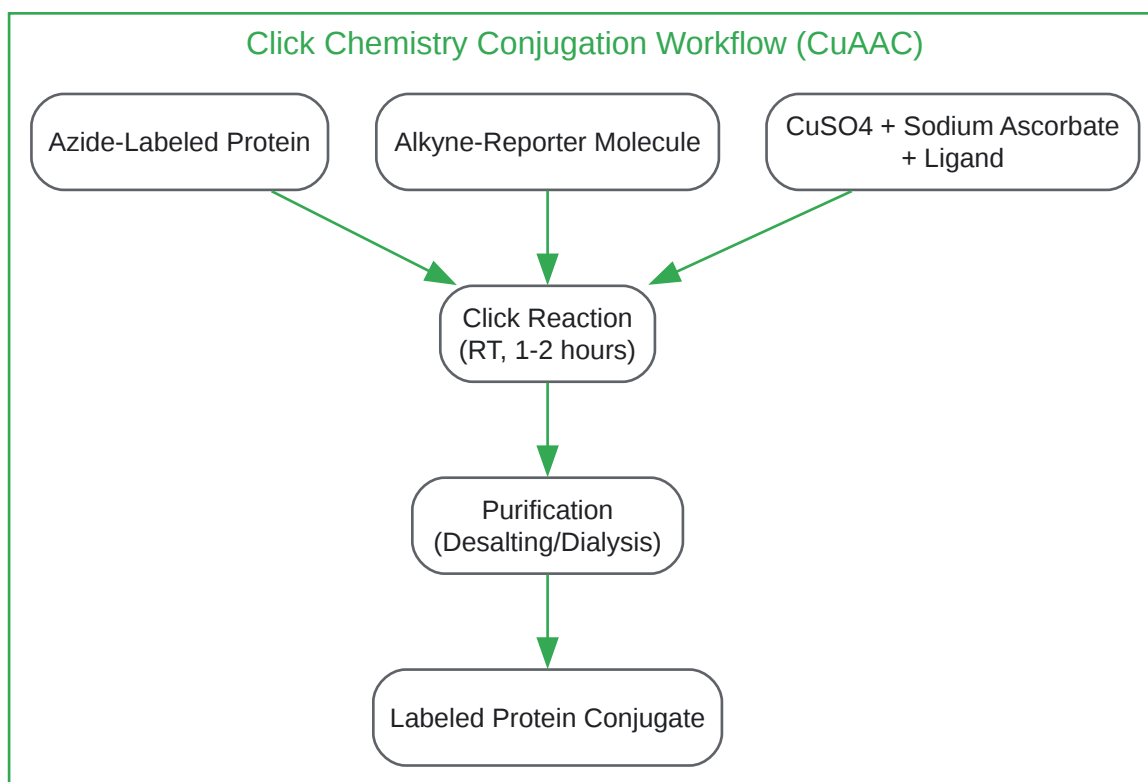 Click Chemistry Conjugation Workflow (CuAAC)
Azide-Labeled Protein
Alkyne-Reporter Molecule
CuSO4 + Sodium Ascorbate
+ Ligand
Click Reaction
(RT, 1-2 hours)
Purification
(Desalting/Dialysis)
Labeled Protein Conjugate